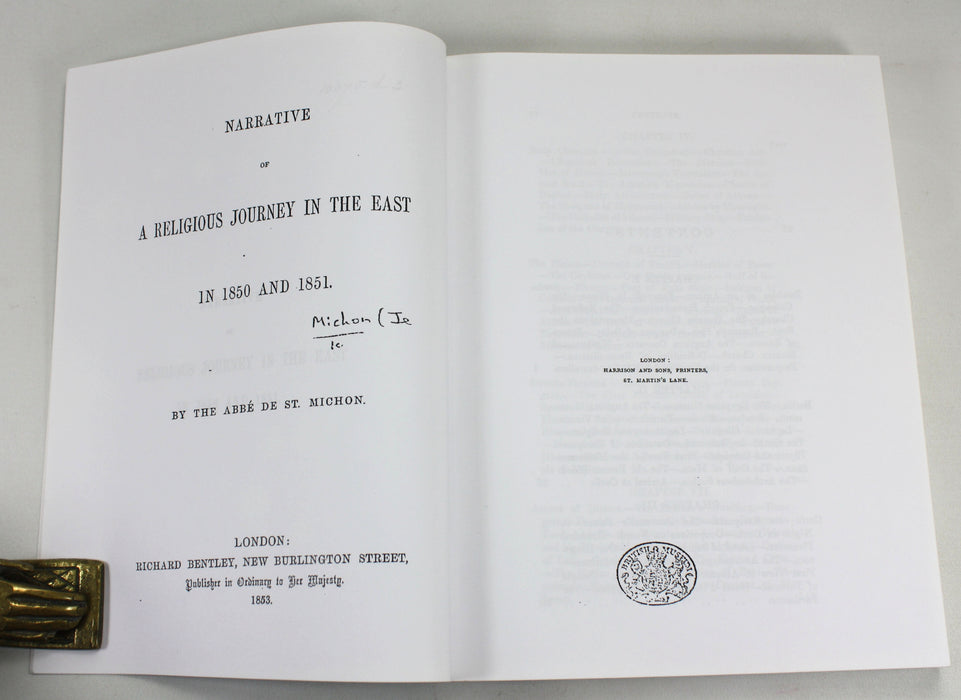 NARRATIVE
OF
A RELIGIOUS JOURNEY IN THE EAST
IN 1850 AND 1851.
Michon (Je
BY THE ABBÉ DE ST. MICHON.
LONDON:
RICHARD BENTLEY, NEW BURLINGTON STREET,
Publisher in Ordinary to Her Majesty.
1853.
LONDON:
HARRISON AND SONS, PRINTERS,
ST. MARTIN'S LANE.
BRITISH MUSEUM